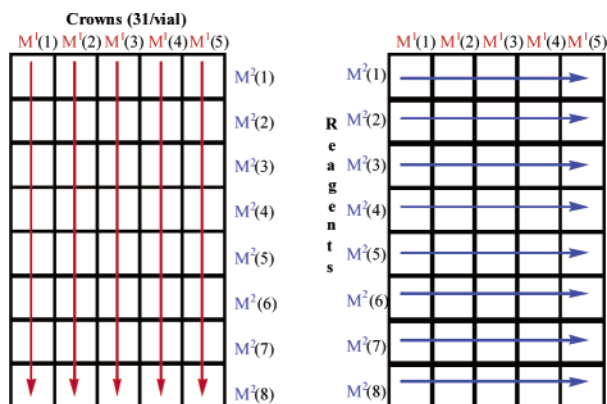 Crowns (31/vial)
M¹(1) M¹(2) M¹(3) M¹(4) M¹(5)
M²(1)
M²(2)
M²(3)
M²(4)
M²(5)
M²(6)
M²(7)
M²(8)
Reagents
M¹(1) M¹(2) M¹(3) M¹(4) M¹(5)
M²(1)
M²(2)
M²(3)
M²(4)
M²(5)
M²(6)
M²(7)
M²(8)